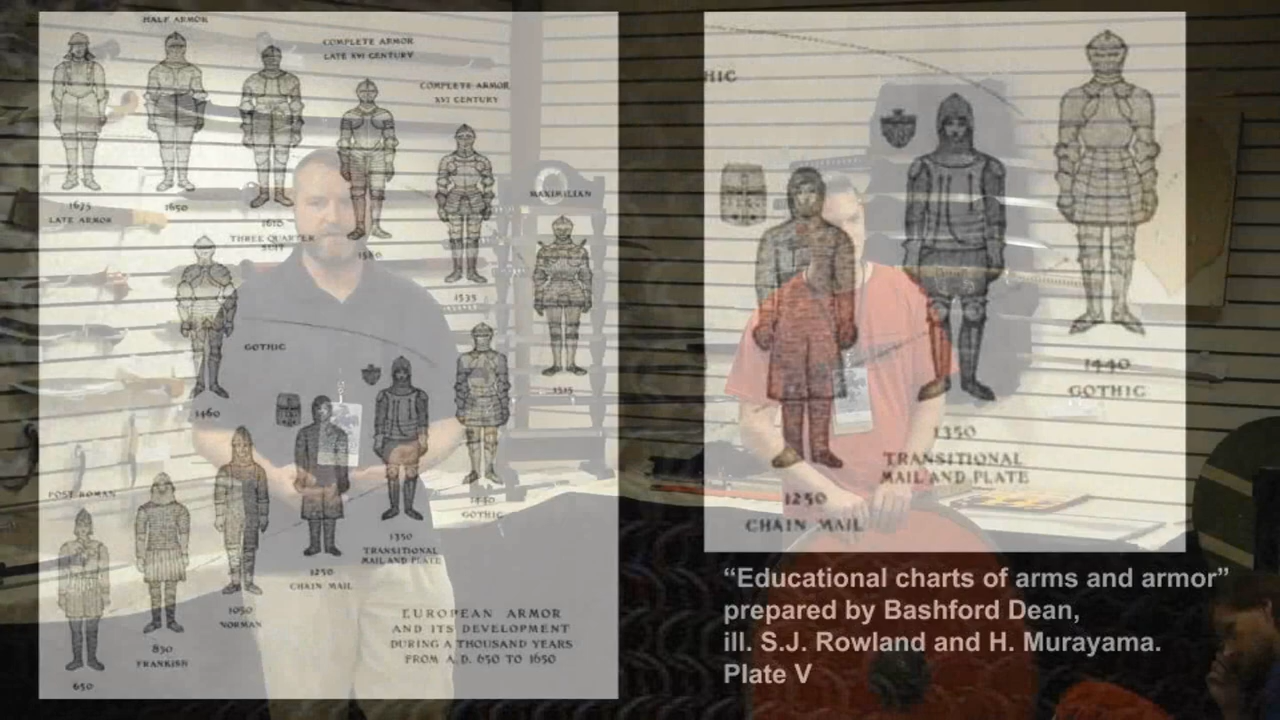 HALF ARMOR
COMPLETE ARMOR
LATE XVI CENTURY
COMPLETE ARMOR
XVI CENTURY
MAXIMILIAN
1675
LATE ARMOR
1650
1610
THREE QUARTER
SUIT
1580
1535
1515
GOTHIC
1460
POST ROMAN
1440
GOTHIC
1350
TRANSITIONAL
MAIL AND PLATE
1250
CHAIN MAIL
1050
NORMAN
850
FRANKISH
650
EUROPEAN ARMOR
AND ITS DEVELOPMENT
DURING A THOUSAND YEARS
FROM A.D. 650 TO 1650
HIC
1440
GOTHIC
1350
TRANSITIONAL
MAIL AND PLATE
1250
CHAIN MAIL
“Educational charts of arms and armor”
prepared by Bashford Dean,
ill. S.J. Rowland and H. Murayama.
Plate V